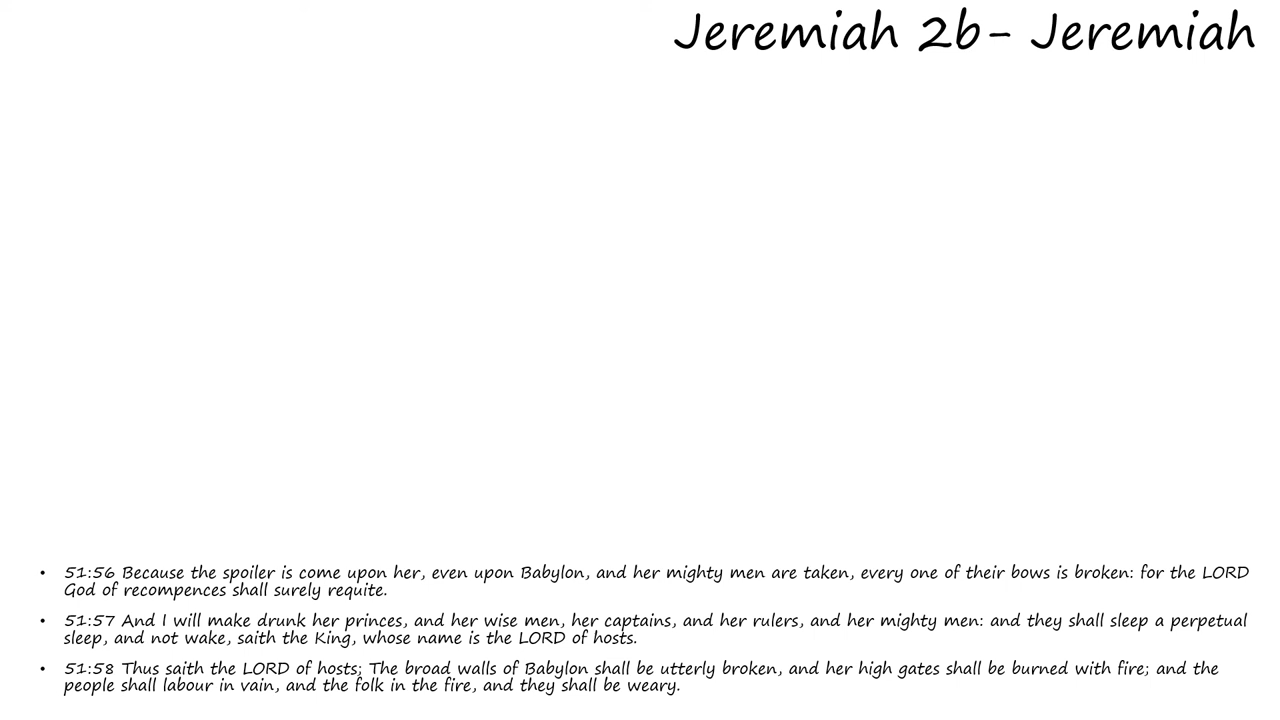 Jeremiah 2b- Jeremiah
• 51:56 Because the spoiler is come upon her, even upon Babylon, and her mighty men are taken, every one of their bows is broken: for the LORD
God of recompences shall surely requite.
• 51:57 And I will make drunk her princes, and her wise men, her captains, and her rulers, and her mighty men: and they shall sleep a perpetual
sleep, and not wake, saith the King, whose name is the LORD of hosts.
• 51:58 Thus saith the LORD of hosts; The broad walls of Babylon shall be utterly broken, and her high gates shall be burned with fire; and the
people shall labour in vain, and the folk in the fire, and they shall be weary.